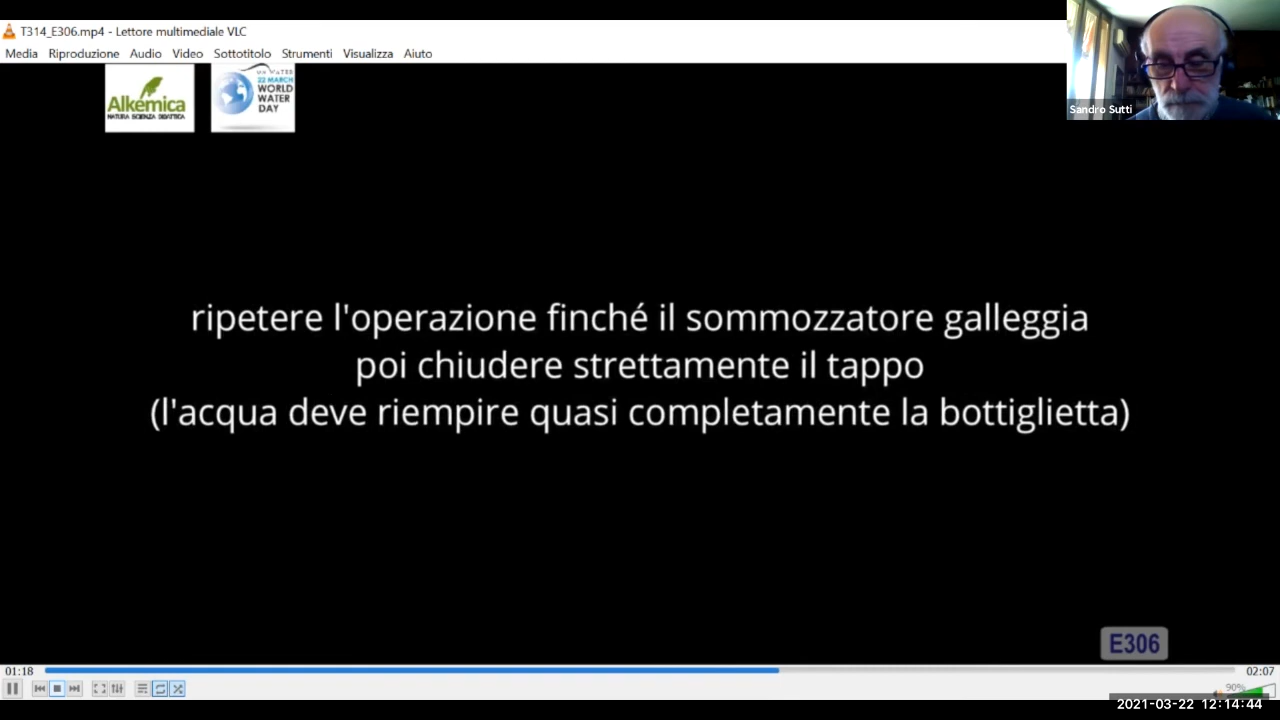 T314_E306.mp4 - Lettore multimediale VLC
Media Riproduzione Audio Video Sottotitolo Strumenti Visualizza Aiuto
Alkémica
NATURA SCIENZA DIDATTICA
UN WATER
22 MARCH
WORLD
WATER
DAY
Sandro Sutti
ripetere l'operazione finché il sommozzatore galleggia
poi chiudere strettamente il tappo
(l'acqua deve riempire quasi completamente la bottiglietta)
E306
01:18
02:07
90%
2021-03-22 12:14:44